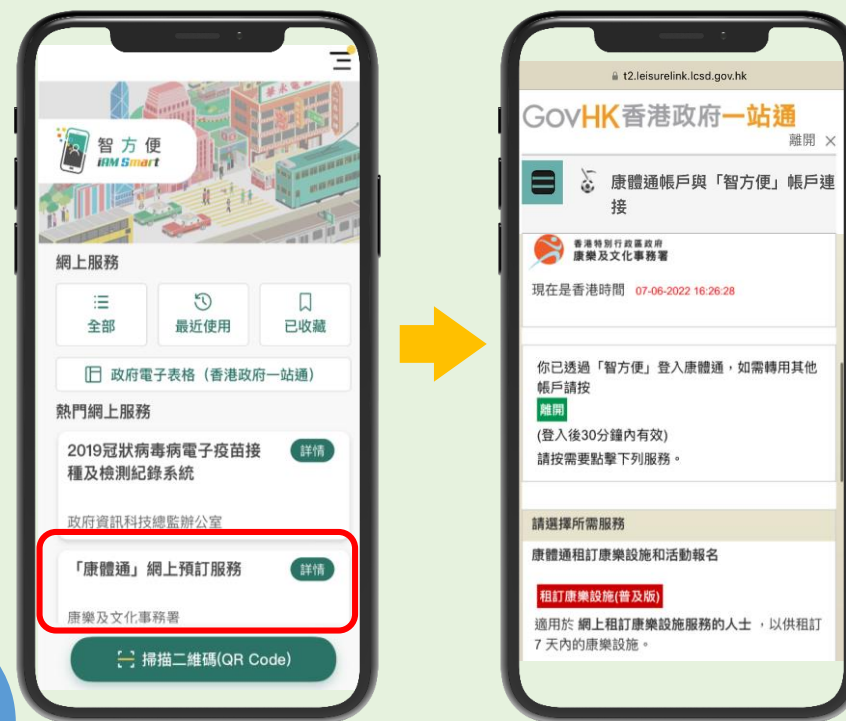 智方便
iAM Smart
網上服務
全部
最近使用
已收藏
政府電子表格（香港政府一站通）
熱門網上服務
2019冠狀病毒病電子疫苗接
種及檢測紀錄系統
詳情
政府資訊科技總監辦公室
「康體通」網上預訂服務
詳情
康樂及文化事務署
掃描二維碼(QR Code)
t2.leisurelink.lcsd.gov.hk
GovHK香港政府一站通
離開 ×
康體通帳戶與「智方便」帳戶連
接
香港特別行政區政府
康樂及文化事務署
現在是香港時間 07-06-2022 16:26:28
你已透過「智方便」登入康體通，如需轉用其他
帳戶請按
離開
(登入後30分鐘內有效)
請按需要點擊下列服務。
請選擇所需服務
康體通租訂康樂設施和活動報名
租訂康樂設施(普及版)
適用於 網上租訂康樂設施服務的人士 ，以供租訂
7 天內的康樂設施。